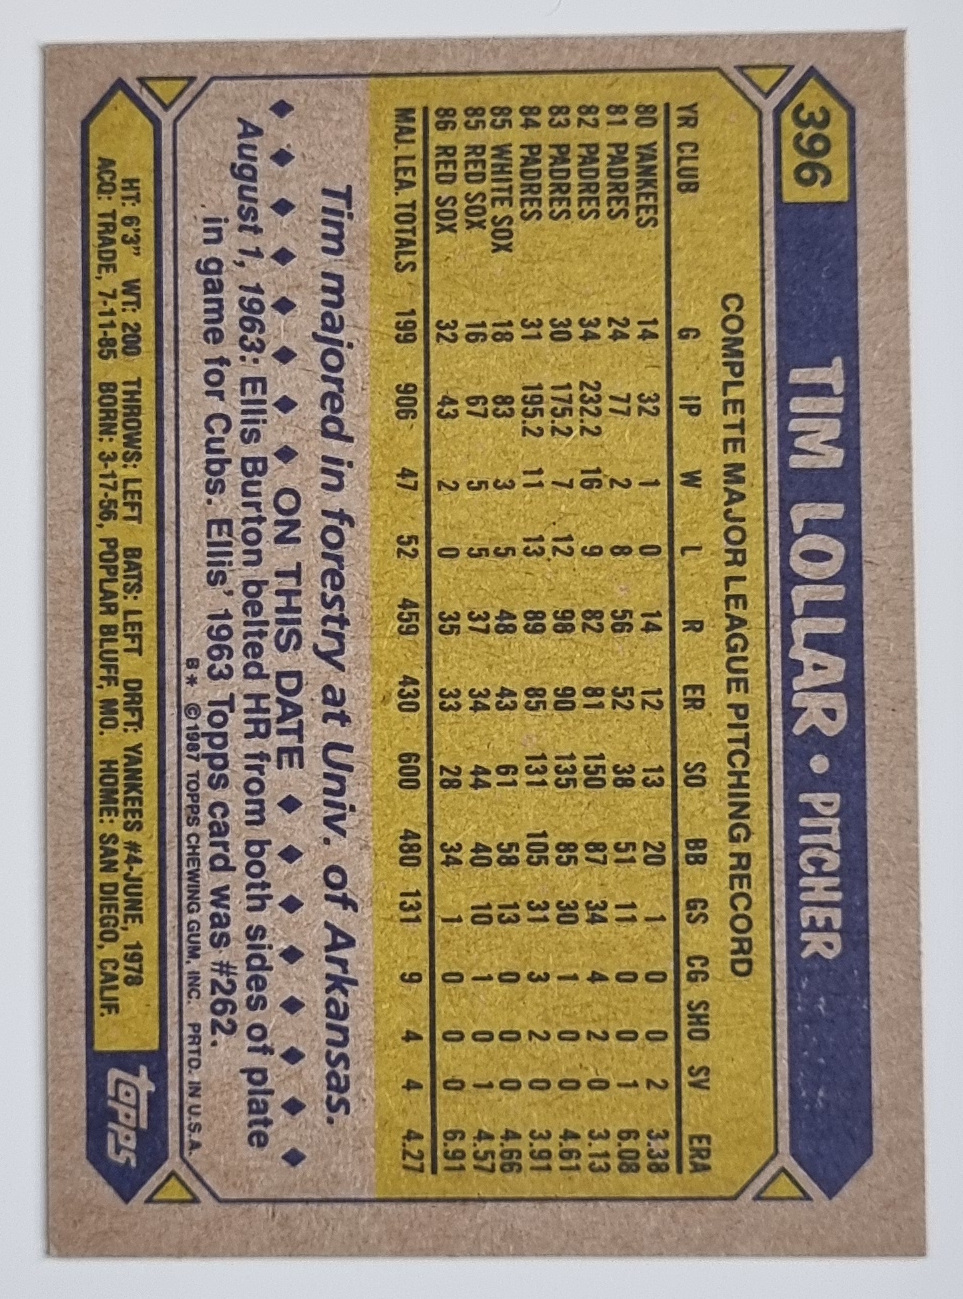 396 TIM LOLLAR • PITCHER
COMPLETE MAJOR LEAGUE PITCHING RECORD
YR CLUB G IP W L R ER SO BB GS CG SHO SV ERA
80 YANKEES 14 32 1 0 14 12 13 20 1 0 0 2 3.38
81 PADRES 24 77 2 8 56 52 38 51 11 0 0 1 6.08
82 PADRES 34 232.2 16 9 82 81 150 87 34 4 2 0 3.13
83 PADRES 30 175.2 7 12 98 90 135 85 30 1 0 0 4.61
84 PADRES 31 195.2 11 13 89 85 131 105 31 3 2 0 3.91
85 WHITE SOX 18 83 3 5 48 43 61 58 13 0 0 0 4.66
85 RED SOX 16 67 5 5 37 34 44 40 10 1 0 1 4.57
86 RED SOX 32 43 2 0 35 33 28 34 1 0 0 0 6.91
MAJ. LEA. TOTALS 199 906 47 52 459 430 600 480 131 9 4 4 4.27
Tim majored in forestry at Univ. of Arkansas.
◆ ◆ ◆ ◆ ◆ ◆ ◆ ◆ ON THIS DATE ◆ ◆ ◆ ◆ ◆ ◆ ◆ ◆
August 1, 1963: Ellis Burton belted HR from both sides of plate
in game for Cubs. Ellis' 1963 Topps card was #262.
B* © 1987 TOPPS CHEWING GUM, INC. PRTD. IN U.S.A.
HT: 6'3" WT: 200 THROWS: LEFT BATS: LEFT DRFT: YANKEES #4-JUNE, 1978
ACQ: TRADE, 7-11-85 BORN: 3-17-56, POPLAR BLUFF, MO. HOME: SAN DIEGO, CALIF.
topps